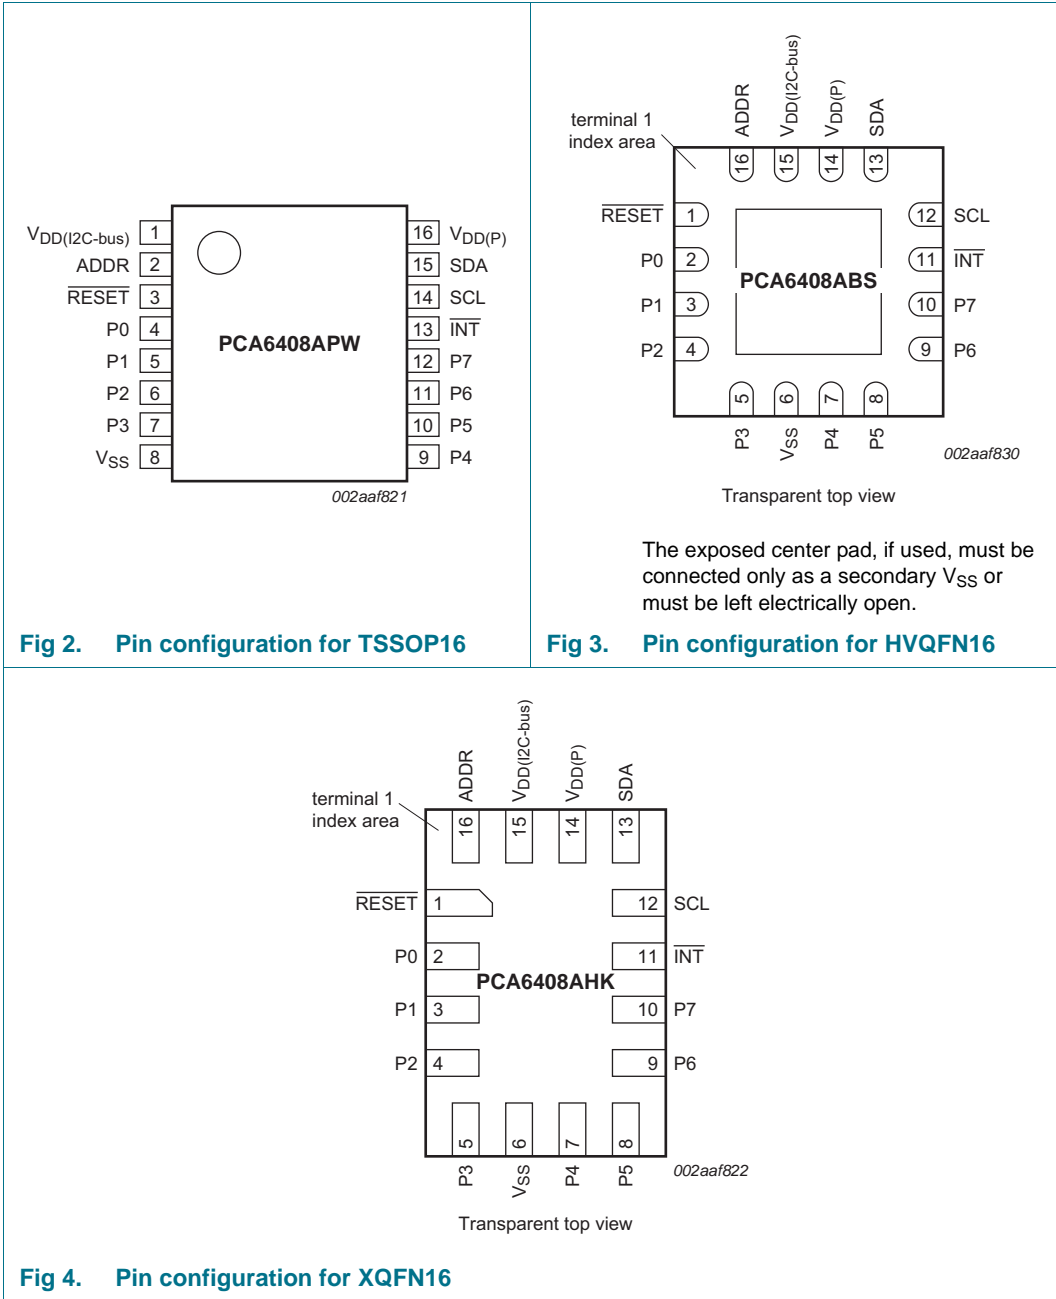 VDD(I2C-bus) 1
ADDR 2
RESET 3
P0 4
P1 5
P2 6
P3 7
VSS 8
PCA6408APW
16 VDD(P)
15 SDA
14 SCL
13 INT
12 P7
11 P6
10 P5
9 P4
002aaf821
Fig 2. Pin configuration for TSSOP16
terminal 1
index area
ADDR
VDD(I2C-bus)
VDD(P)
SDA
16
15
14
13
RESET 1
P0 2
P1 3
P2 4
PCA6408ABS
12 SCL
11 INT
10 P7
9 P6
5
6
7
8
P3
VSS
P4
P5
002aaf830
Transparent top view
The exposed center pad, if used, must be
connected only as a secondary VSS or
must be left electrically open.
Fig 3. Pin configuration for HVQFN16
terminal 1
index area
ADDR
VDD(I2C-bus)
VDD(P)
SDA
16
15
14
13
RESET 1
P0 2
P1 3
P2 4
PCA6408AHK
12 SCL
11 INT
10 P7
9 P6
5
6
7
8
P3
VSS
P4
P5
002aaf822
Transparent top view
Fig 4. Pin configuration for XQFN16